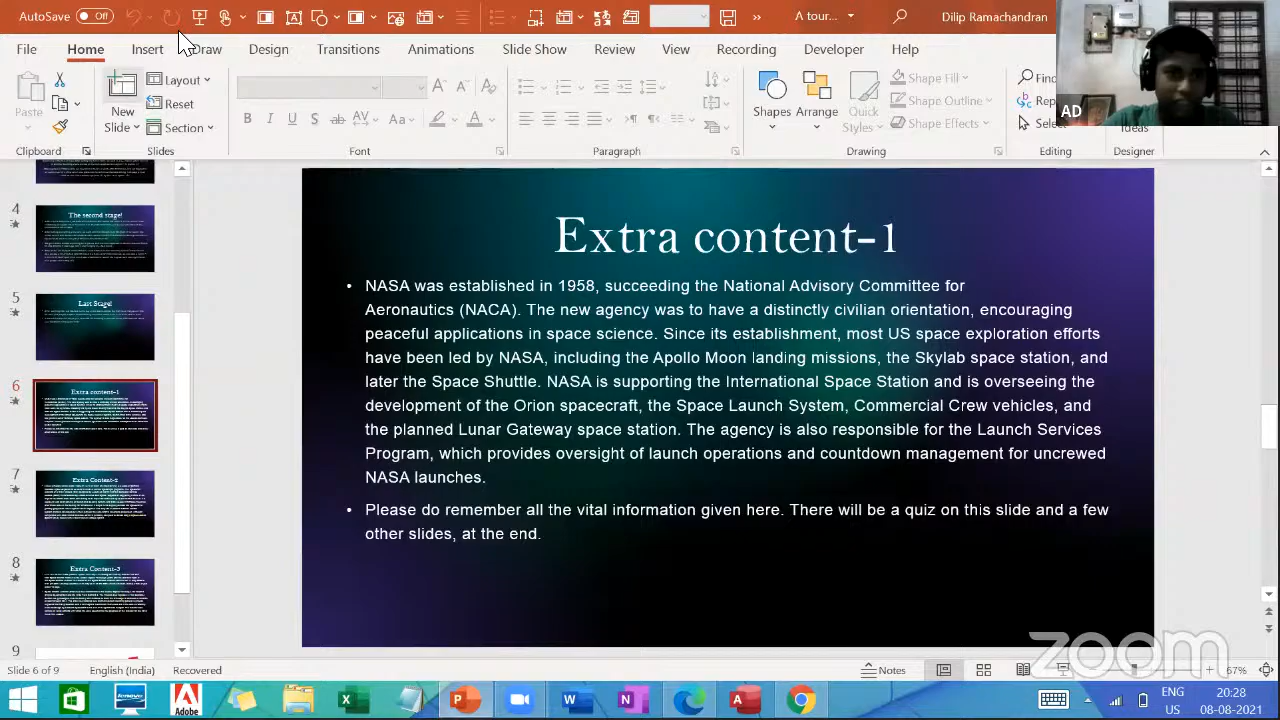 AutoSave Off A tour... Dilip Ramachandran
File Home Insert Draw Design Transitions Animations Slide Show Review View Recording Developer Help
Paste
New
Slide
Layout
Reset
Section
B I U S ab AV Aa A
Quick
Styles
Shape Fill
Shape Outline
Shape Effects
Select
Clipboard Slides Font Paragraph Drawing Editing Designer
AD
The second stage!
Last Stage!
6
Extra content-1
Extra Content-2
8
Extra Content-3
9
Extra content-1
• NASA was established in 1958, succeeding the National Advisory Committee for
Aeronautics (NACA). The new agency was to have a distinctly civilian orientation, encouraging
peaceful applications in space science. Since its establishment, most US space exploration efforts
have been led by NASA, including the Apollo Moon landing missions, the Skylab space station, and
later the Space Shuttle. NASA is supporting the International Space Station and is overseeing the
development of the Orion spacecraft, the Space Launch System, Commercial Crew vehicles, and
the planned Lunar Gateway space station. The agency is also responsible for the Launch Services
Program, which provides oversight of launch operations and countdown management for uncrewed
NASA launches.
• Please do remember all the vital information given here. There will be a quiz on this slide and a few
other slides, at the end.
zoom
Slide 6 of 9 English (India) Recovered Notes 67%
Adobe
ENG
US
20:28
08-08-2021